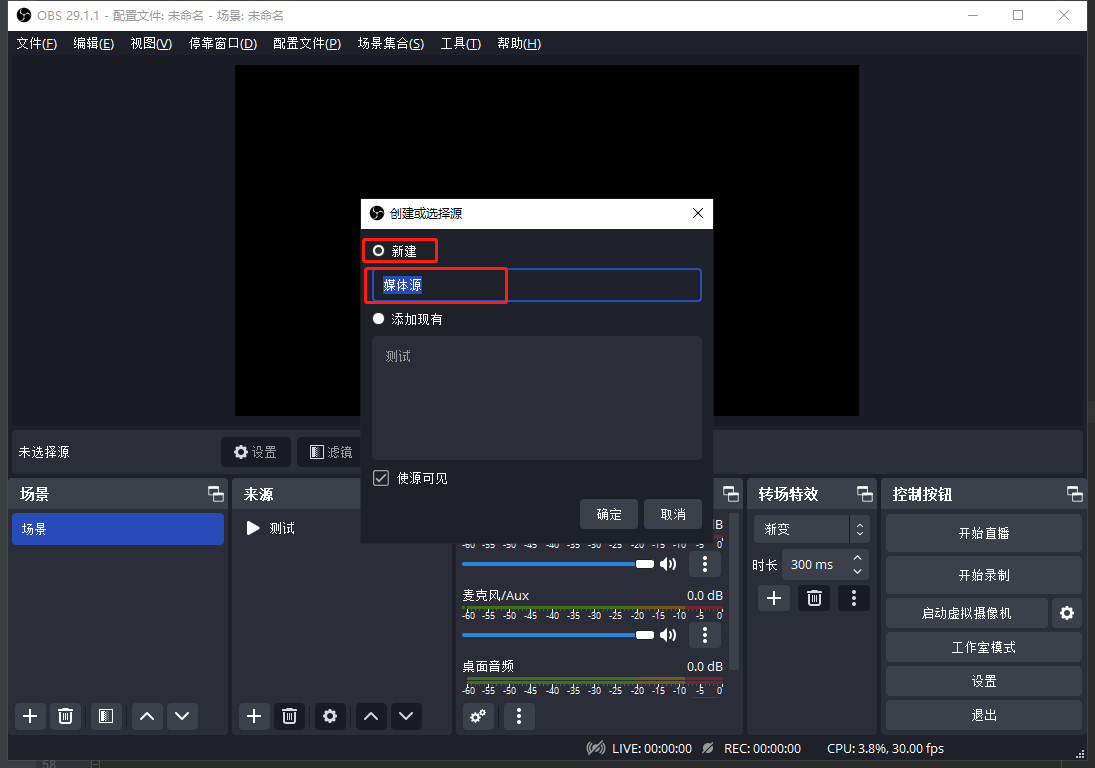 OBS 29.1.1 - 配置文件: 未命名 - 场景: 未命名
文件(F) 编辑(E) 视图(V) 停靠窗口(D) 配置文件(P) 场景集合(S) 工具(T) 帮助(H)
创建或选择源
新建
媒体源
添加现有
测试
使源可见
确定 取消
未选择源 设置 滤镜
场景
场景
来源
测试
B
-60 -55 -50 -45 -40 -35 -30 -25 -20 -15 -10 -5 0
麦克风/Aux 0.0 dB
-60 -55 -50 -45 -40 -35 -30 -25 -20 -15 -10 -5 0
桌面音频 0.0 dB
-60 -55 -50 -45 -40 -35 -30 -25 -20 -15 -10 -5 0
转场特效
渐变
时长 300 ms
控制按钮
开始直播
开始录制
启动虚拟摄像机
工作室模式
设置
退出
LIVE: 00:00:00 REC: 00:00:00 CPU: 3.8%, 30.00 fps
58